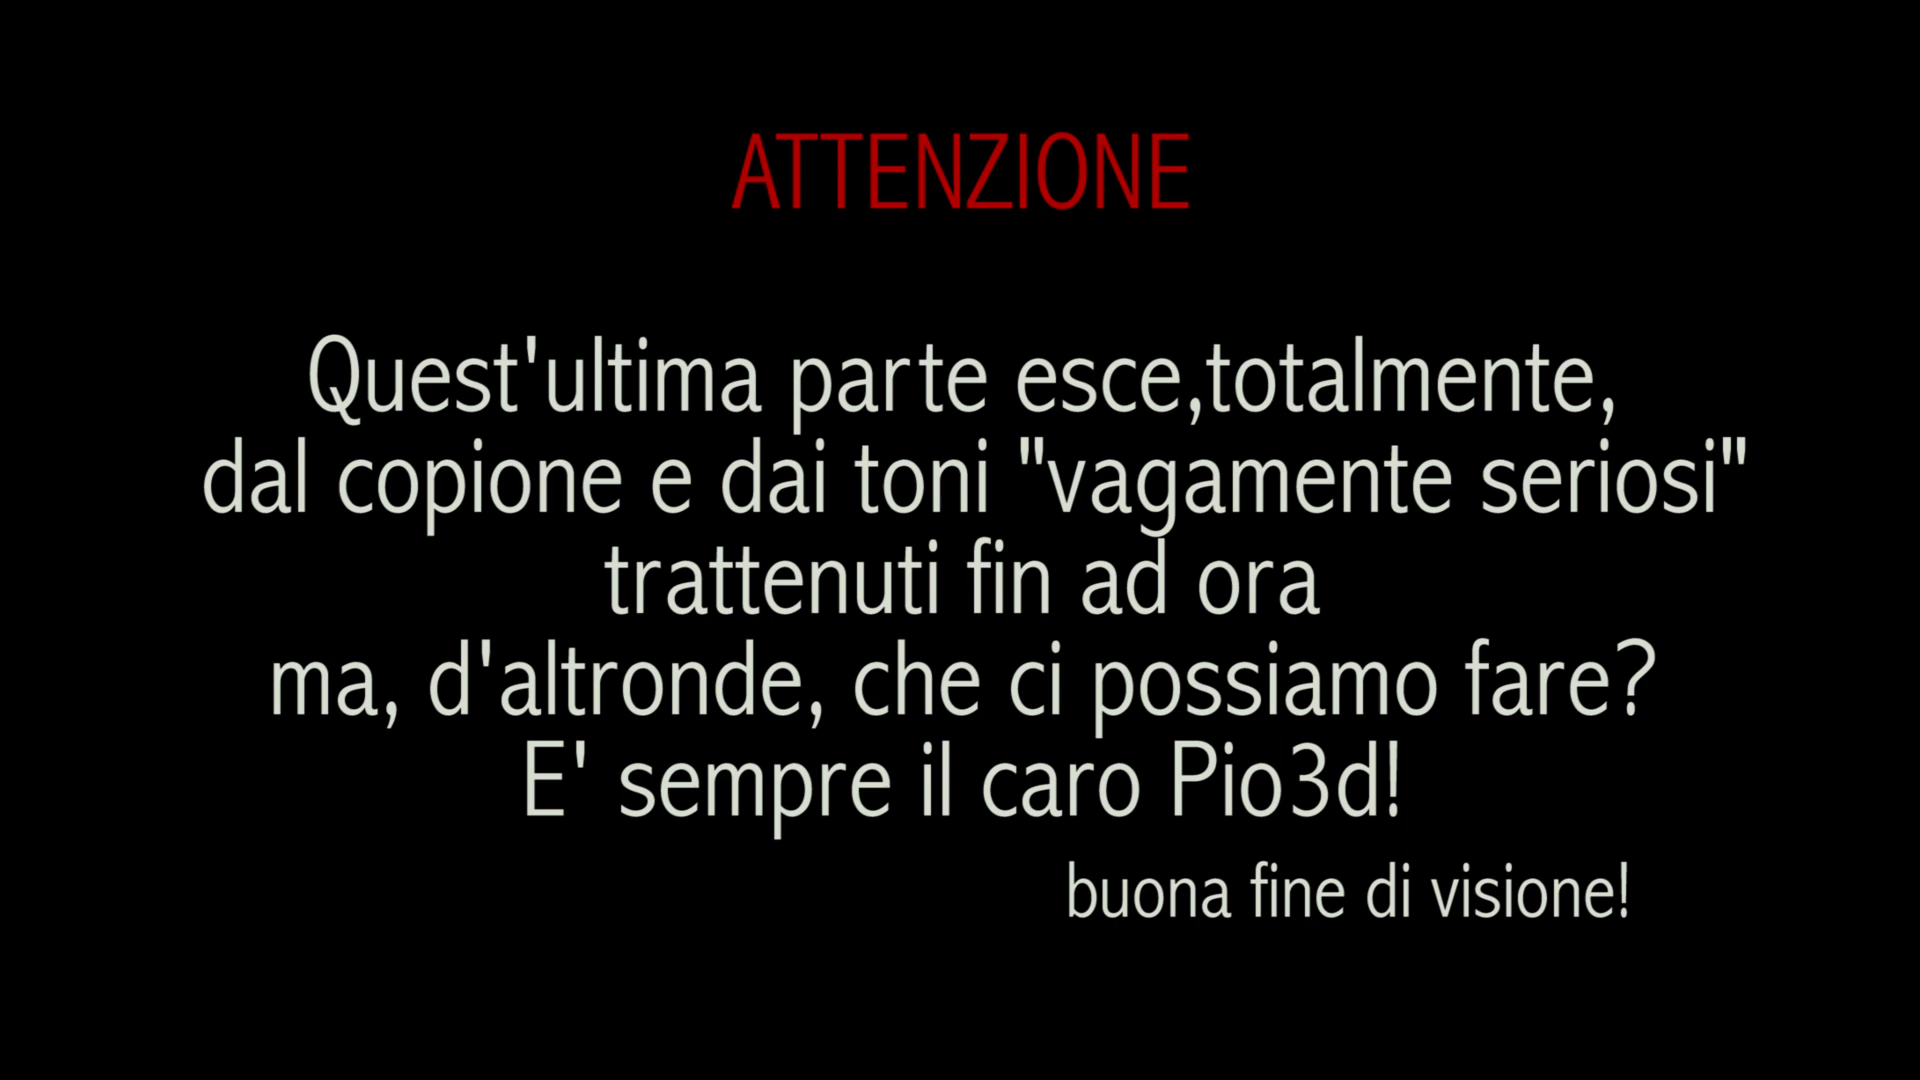 ATTENZIONE
Quest'ultima parte esce,totalmente,
dal copione e dai toni "vagamente seriosi"
trattenuti fin ad ora
ma, d'altronde, che ci possiamo fare?
E' sempre il caro Pio3d!
buona fine di visione!